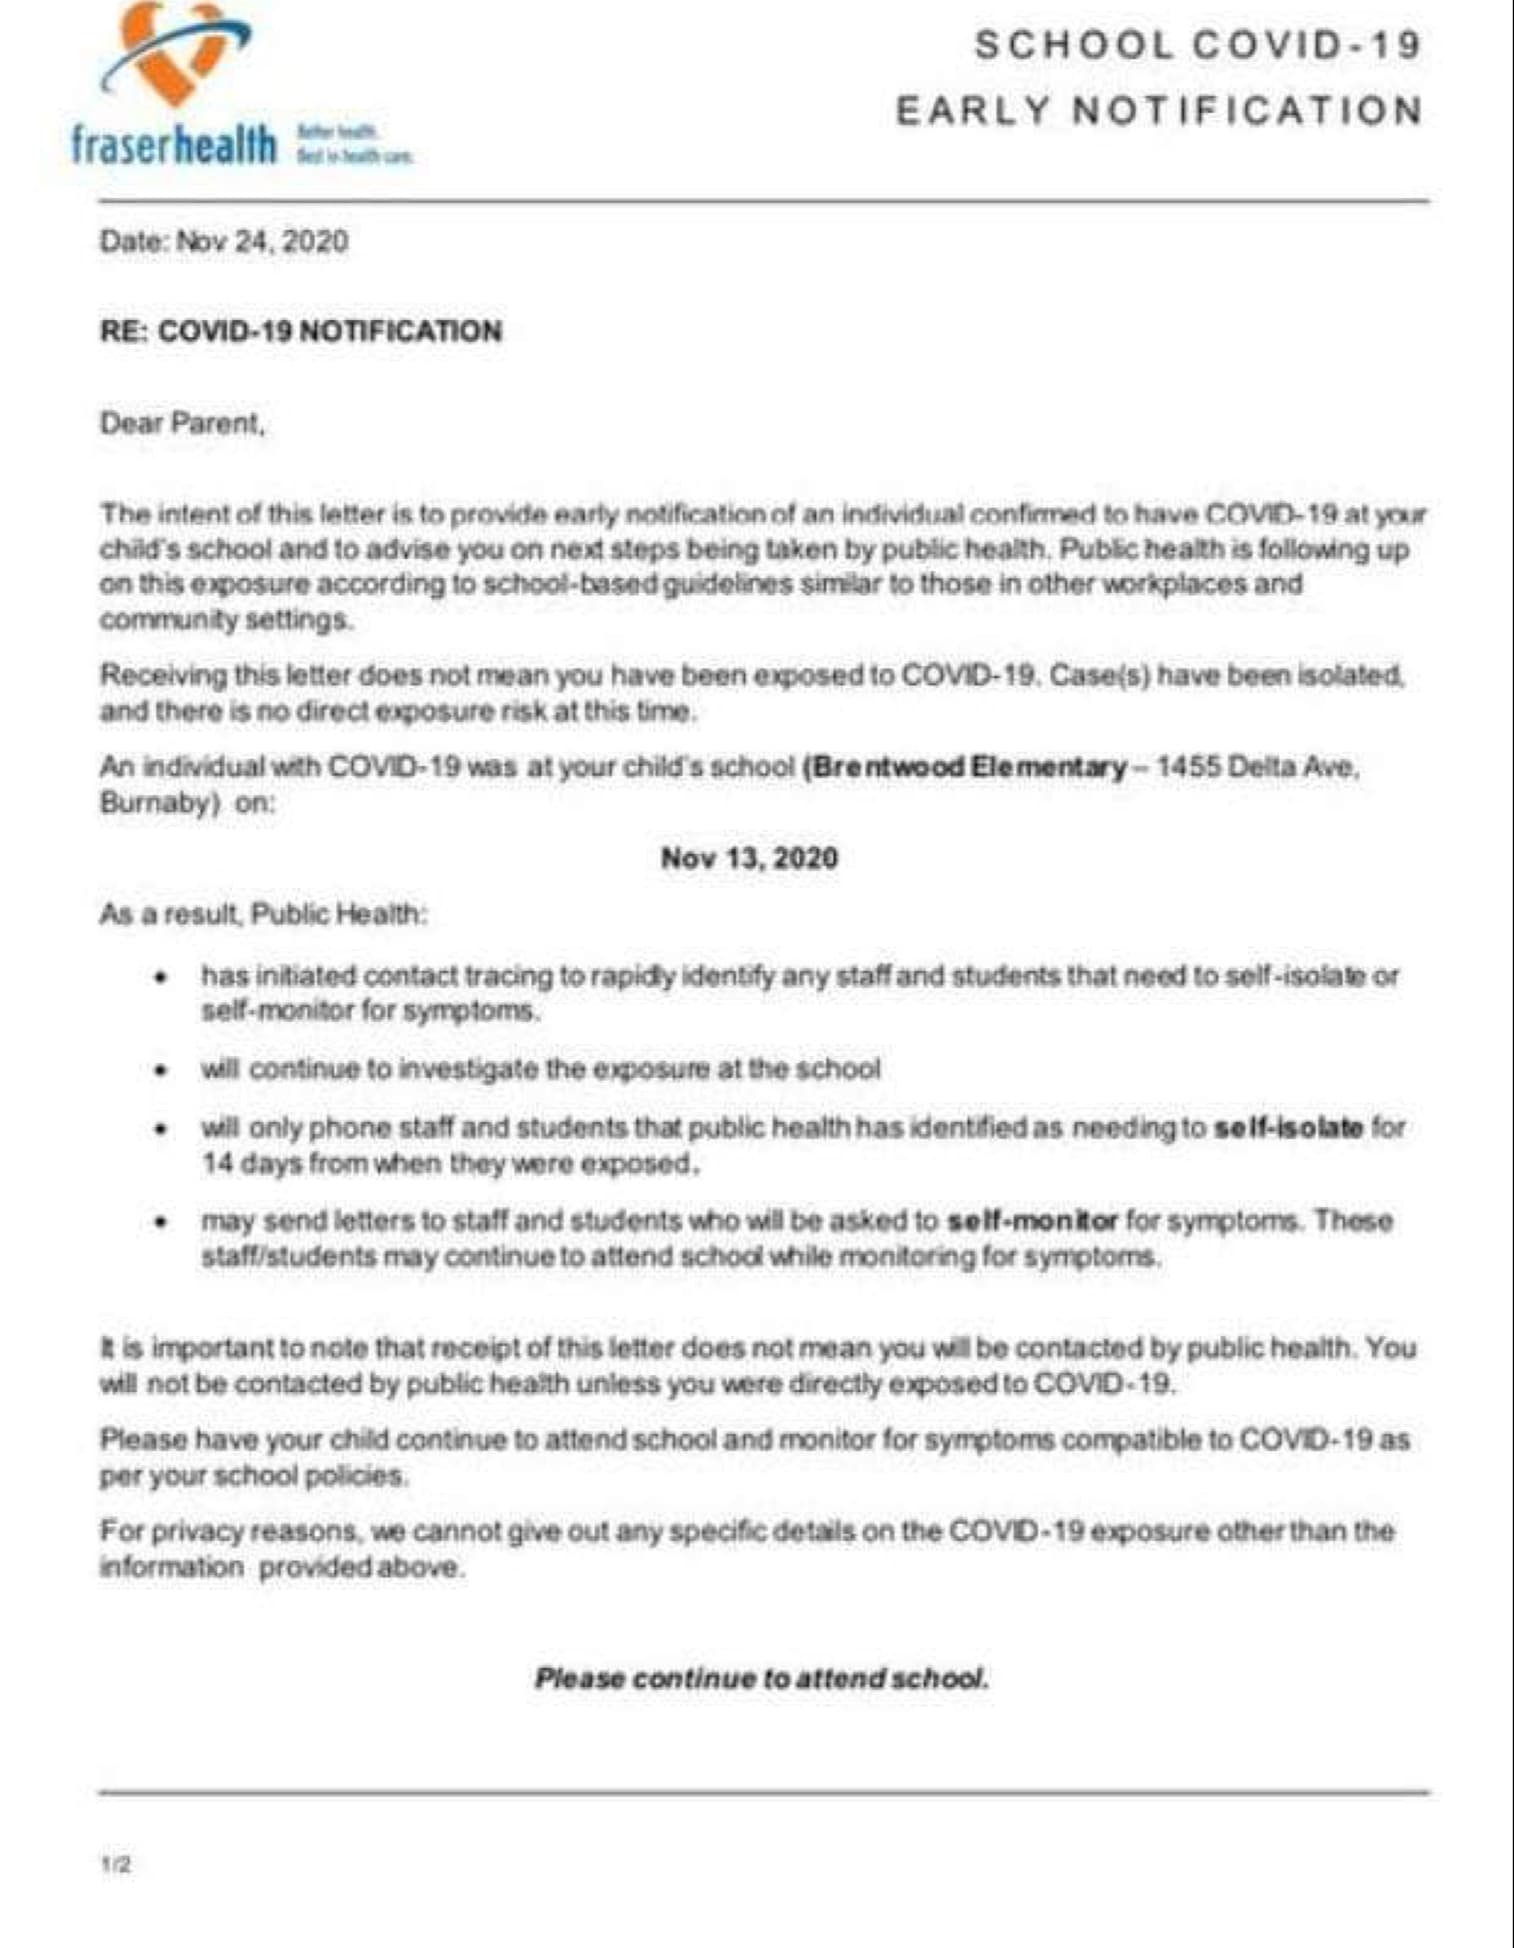 SCHOOL COVID-19
EARLY NOTIFICATION
fraserhealth
Better health.
Best in health care.
Date: Nov 24, 2020
RE: COVID-19 NOTIFICATION
Dear Parent,
The intent of this letter is to provide early notification of an individual confirmed to have COVID-19 at your
child's school and to advise you on next steps being taken by public health. Public health is following up
on this exposure according to school-based guidelines similar to those in other workplaces and
community settings.
Receiving this letter does not mean you have been exposed to COVID-19. Case(s) have been isolated,
and there is no direct exposure risk at this time.
An individual with COVID-19 was at your child's school (Brentwood Elementary – 1455 Delta Ave,
Burnaby) on:
Nov 13, 2020
As a result, Public Health:
• has initiated contact tracing to rapidly identify any staff and students that need to self-isolate or
self-monitor for symptoms.
• will continue to investigate the exposure at the school
• will only phone staff and students that public health has identified as needing to self-isolate for
14 days from when they were exposed.
• may send letters to staff and students who will be asked to self-monitor for symptoms. These
staff/students may continue to attend school while monitoring for symptoms.
It is important to note that receipt of this letter does not mean you will be contacted by public health. You
will not be contacted by public health unless you were directly exposed to COVID-19.
Please have your child continue to attend school and monitor for symptoms compatible to COVID-19 as
per your school policies.
For privacy reasons, we cannot give out any specific details on the COVID-19 exposure other than the
information provided above.
Please continue to attend school.
1/2